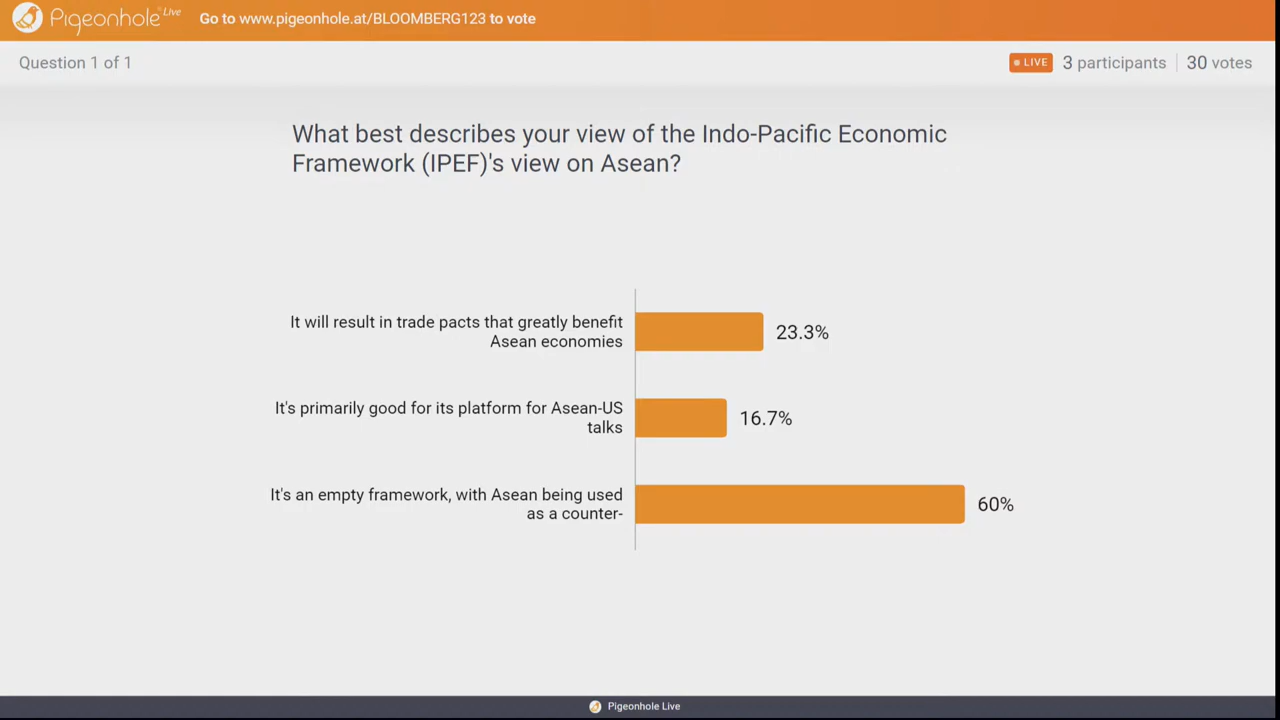 Pigeonhole Live Go to www.pigeonhole.at/BLOOMBERG123 to vote
Question 1 of 1 LIVE 3 participants 30 votes
What best describes your view of the Indo-Pacific Economic
Framework (IPEF)'s view on Asean?
It will result in trade pacts that greatly benefit
Asean economies
23.3%
It's primarily good for its platform for Asean-US
talks
16.7%
It's an empty framework, with Asean being used
as a counter-
60%
Pigeonhole Live